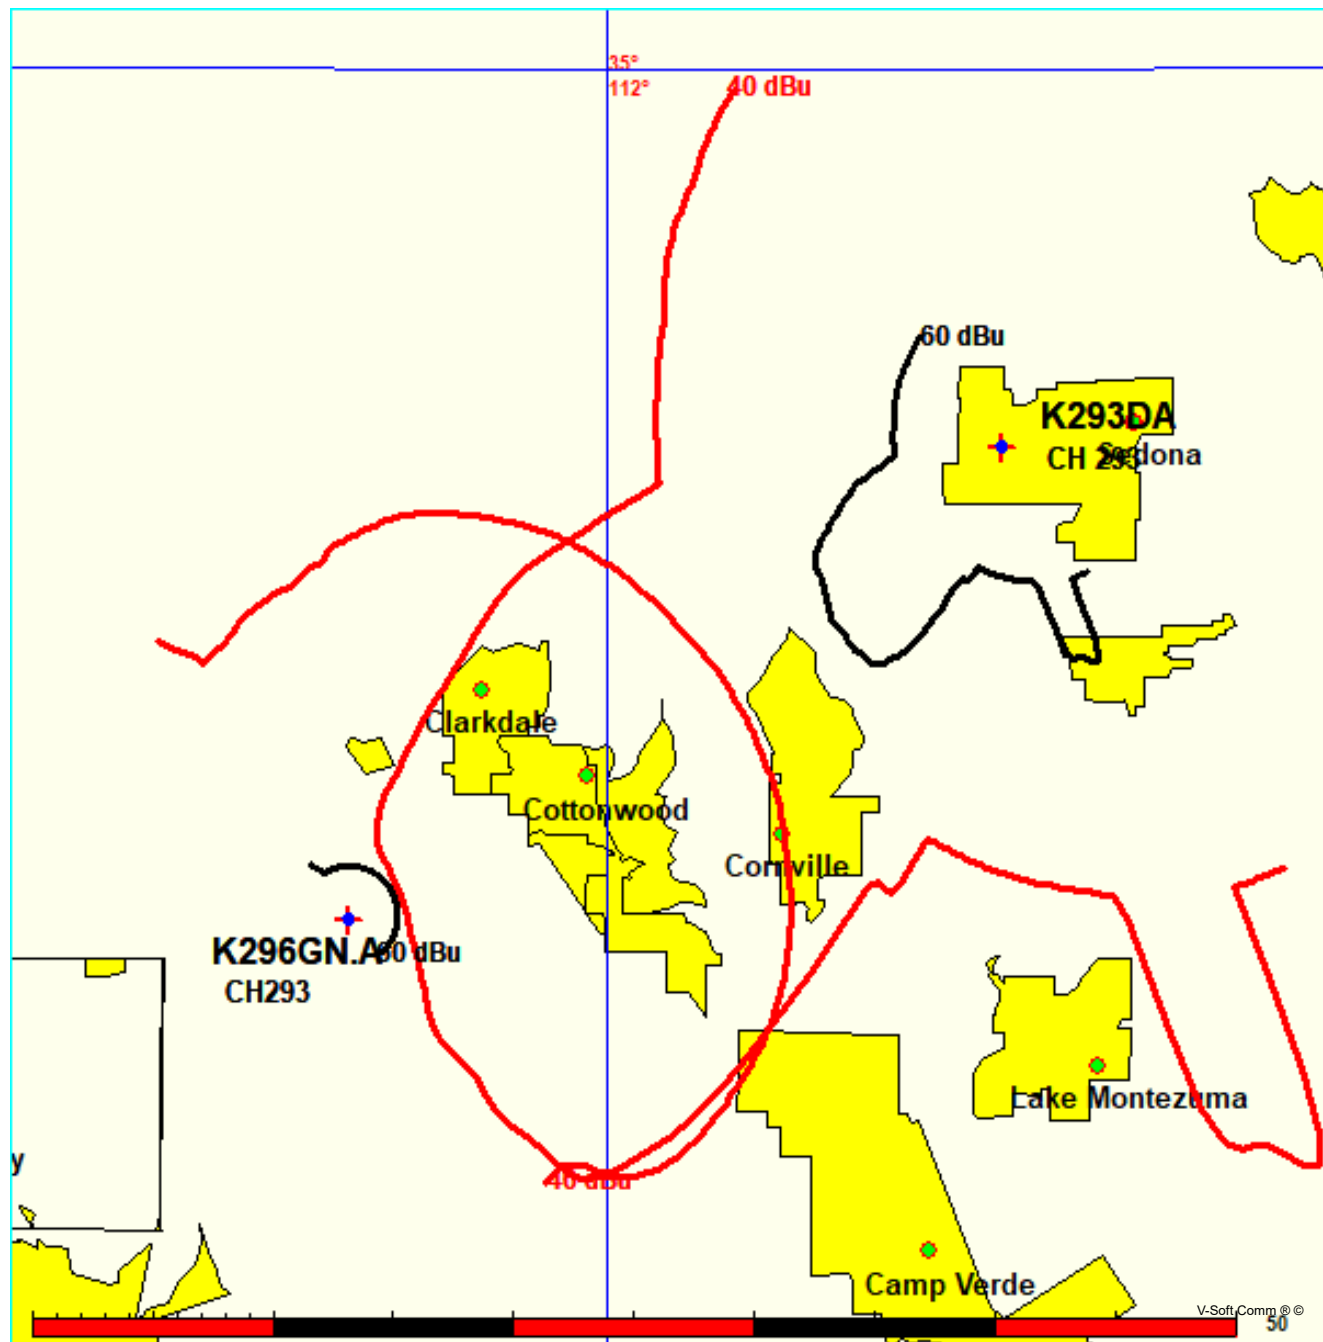 35°
112°
40 dBu
60 dBu
K293DA
CH 293
Sedona
Clarkdale
Cottonwood
Cornville
K296GN.A
60 dBu
CH293
Lake Montezuma
y
40 dBu
Camp Verde
V-Soft Comm ® ©
50